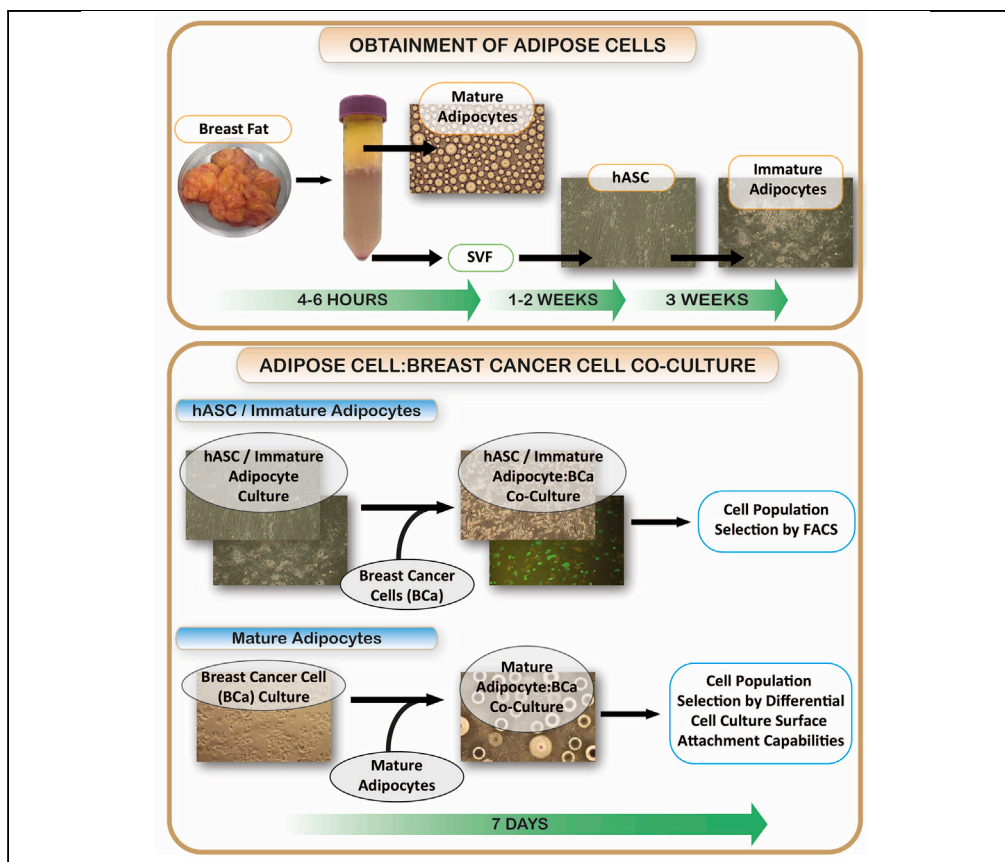 OBTAINMENT OF ADIPOSE CELLS
Breast Fat
Mature
Adipocytes
hASC
Immature
Adipocytes
SVF
4-6 HOURS
1-2 WEEKS
3 WEEKS
ADIPOSE CELL:BREAST CANCER CELL CO-CULTURE
hASC / Immature Adipocytes
hASC / Immature
Adipocyte
Culture
Breast Cancer
Cells (BCa)
hASC / Immature
Adipocyte:BCa
Co-Culture
Cell Population
Selection by FACS
Mature Adipocytes
Breast Cancer Cell
(BCa) Culture
Mature
Adipocytes
Mature
Adipocyte:BCa
Co-Culture
Cell Population
Selection by Differential
Cell Culture Surface
Attachment Capabilities
7 DAYS